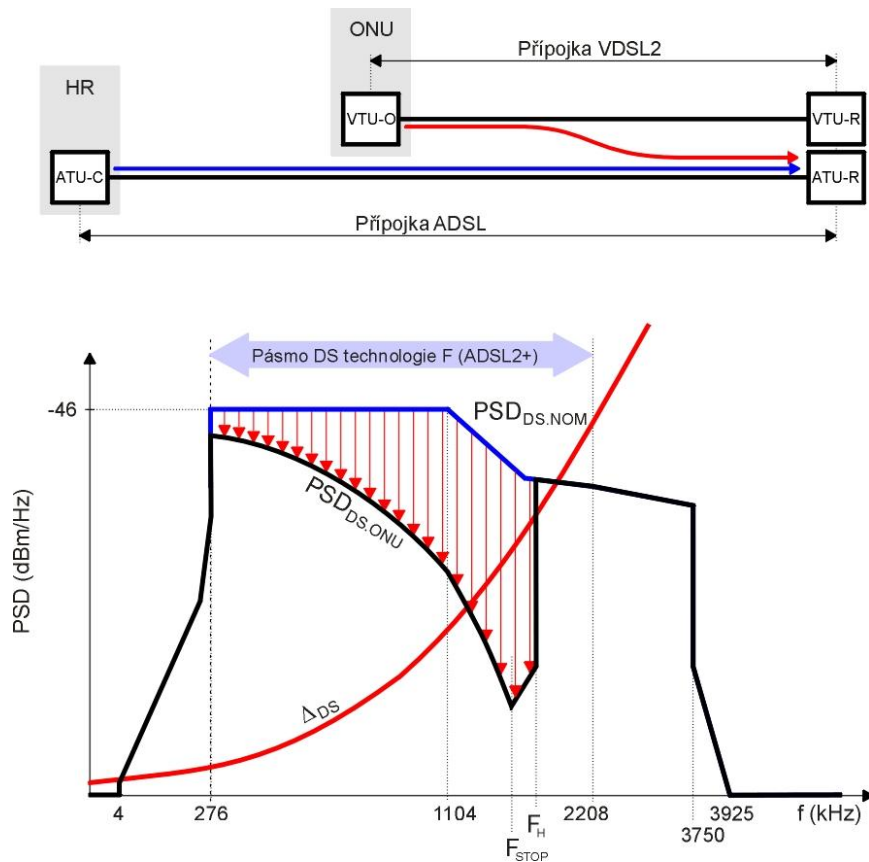 ONU
Přípojka VDSL2
HR
VTU-O
VTU-R
ATU-C
ATU-R
Přípojka ADSL
Pásmo DS technologie F (ADSL2+)
-46
PSD_DS.NOM
PSD_DS.ONU
PSD (dBm/Hz)
Δ_DS
4
276
1104
2208
3925
f (kHz)
F_H
3750
F_STOP